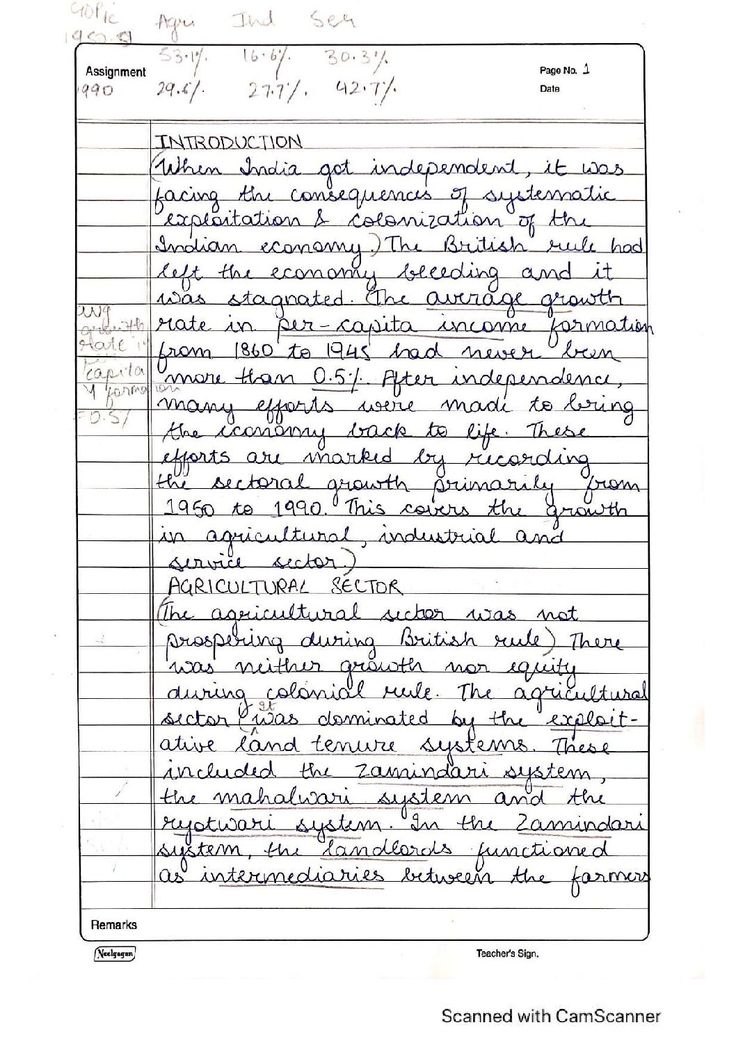 GDPic Agri Ind Ser
1950-51
53.1% 16.6% 30.3%
Assignment Page No. 1
1990 29.6% 27.7% 42.7%
Date
INTRODUCTION
(When India got independent, it was
facing the consequences of systematic
exploitation & colonization of the
Indian economy.) The British rule had
left the economy bleeding and it
was stagnated. (The average growth
rate in per-capita income formation
from 1860 to 1945 had never been
more than 0.5%. After independence,
many efforts were made to bring
the economy back to life. These
efforts are marked by recording
the sectoral growth primarily from
1950 to 1990. This covers the growth
in agricultural, industrial and
service sector.)
avg
growth
rate in
capita
Y formation
=0.5%
AGRICULTURAL SECTOR
(The agricultural sector was not
prospering during British rule) There
was neither growth nor equity
during colonial rule. The agricultural
sector (It was dominated by the exploit-
ative land tenure systems. These
included the Zamindari system,
the mahalwari system and the
ryotwari system. In the Zamindari
system, the landlords functioned
as intermediaries between the farmers
Remarks
Neelgagan Teacher's Sign.
Scanned with CamScanner